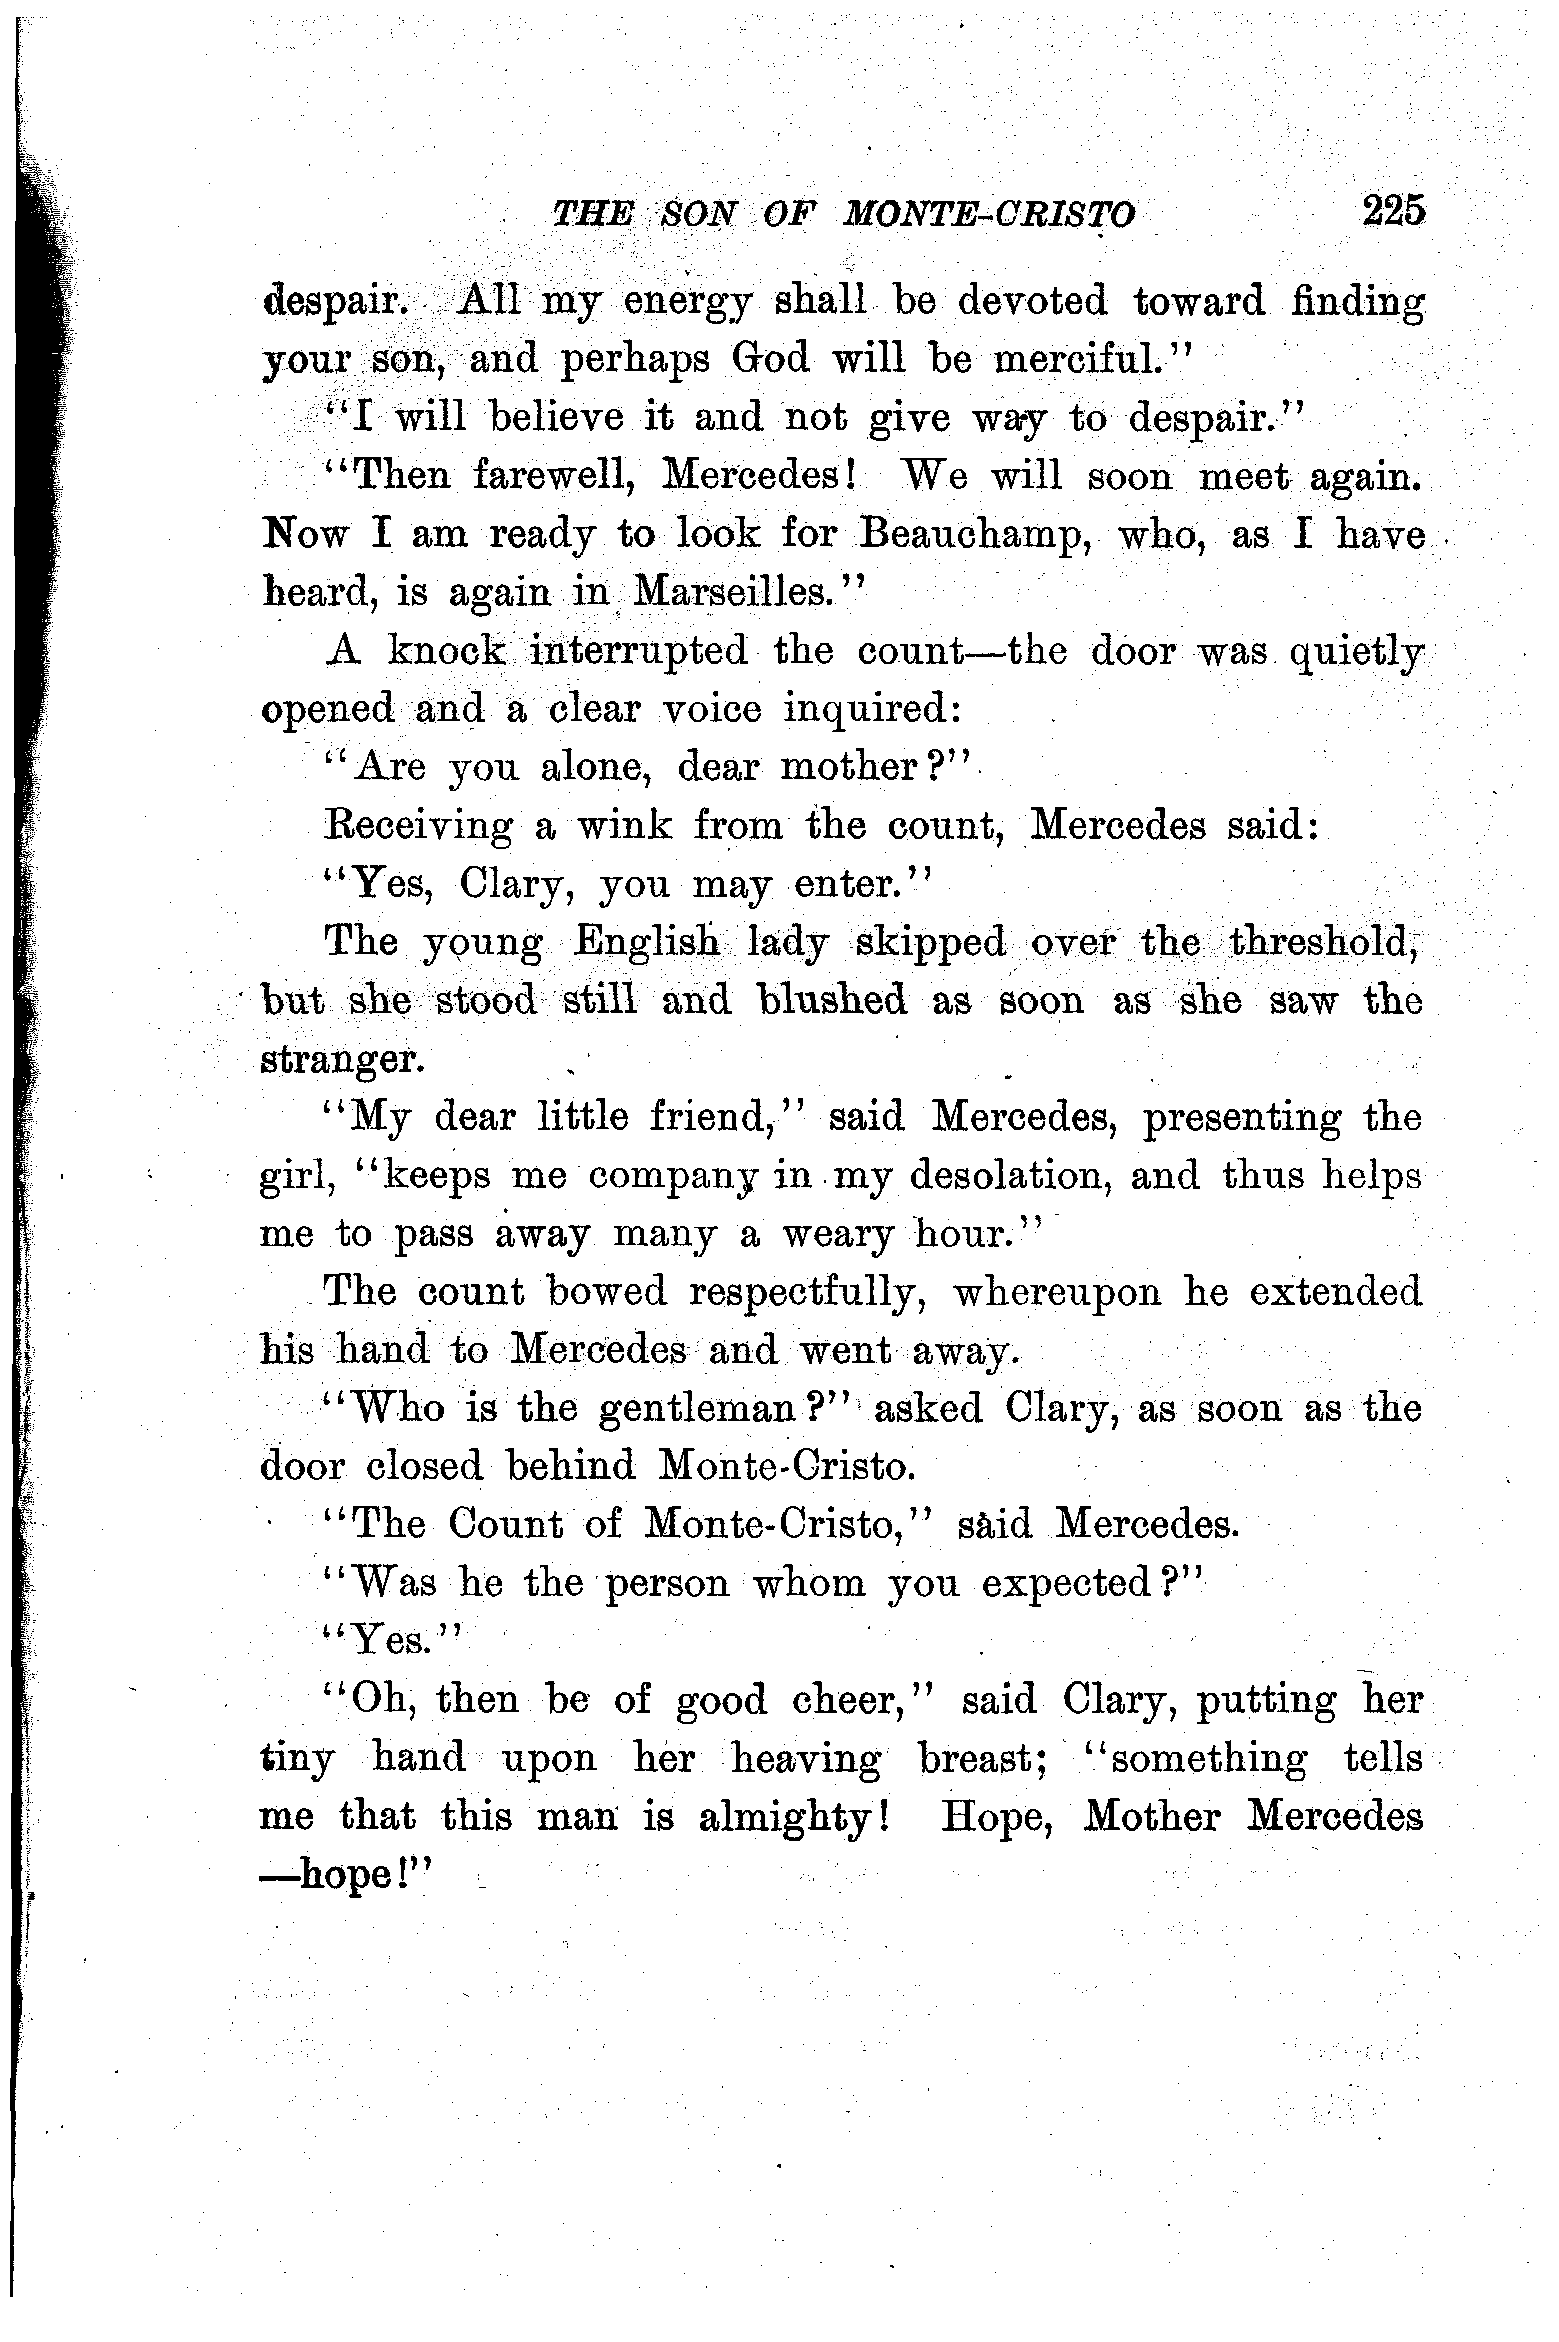 THE SON OF MONTE-CRISTO 225
despair. All my energy shall be devoted toward finding
your son, and perhaps God will be merciful."
"I will believe it and not give way to despair."
"Then farewell, Mercedes! We will soon meet again.
Now I am ready to look for Beauchamp, who, as I have
heard, is again in Marseilles."
A knock interrupted the count—the door was quietly
opened and a clear voice inquired:
"Are you alone, dear mother?"
Receiving a wink from the count, Mercedes said:
"Yes, Clary, you may enter."
The young English lady skipped over the threshold,
but she stood still and blushed as soon as she saw the
stranger.
"My dear little friend," said Mercedes, presenting the
girl, "keeps me company in my desolation, and thus helps
me to pass away many a weary hour."
The count bowed respectfully, whereupon he extended
his hand to Mercedes and went away.
"Who is the gentleman?" asked Clary, as soon as the
door closed behind Monte-Cristo.
"The Count of Monte-Cristo," said Mercedes.
"Was he the person whom you expected?"
"Yes."
"Oh, then be of good cheer," said Clary, putting her
tiny hand upon her heaving breast; "something tells
me that this man is almighty! Hope, Mother Mercedes
—hope!"